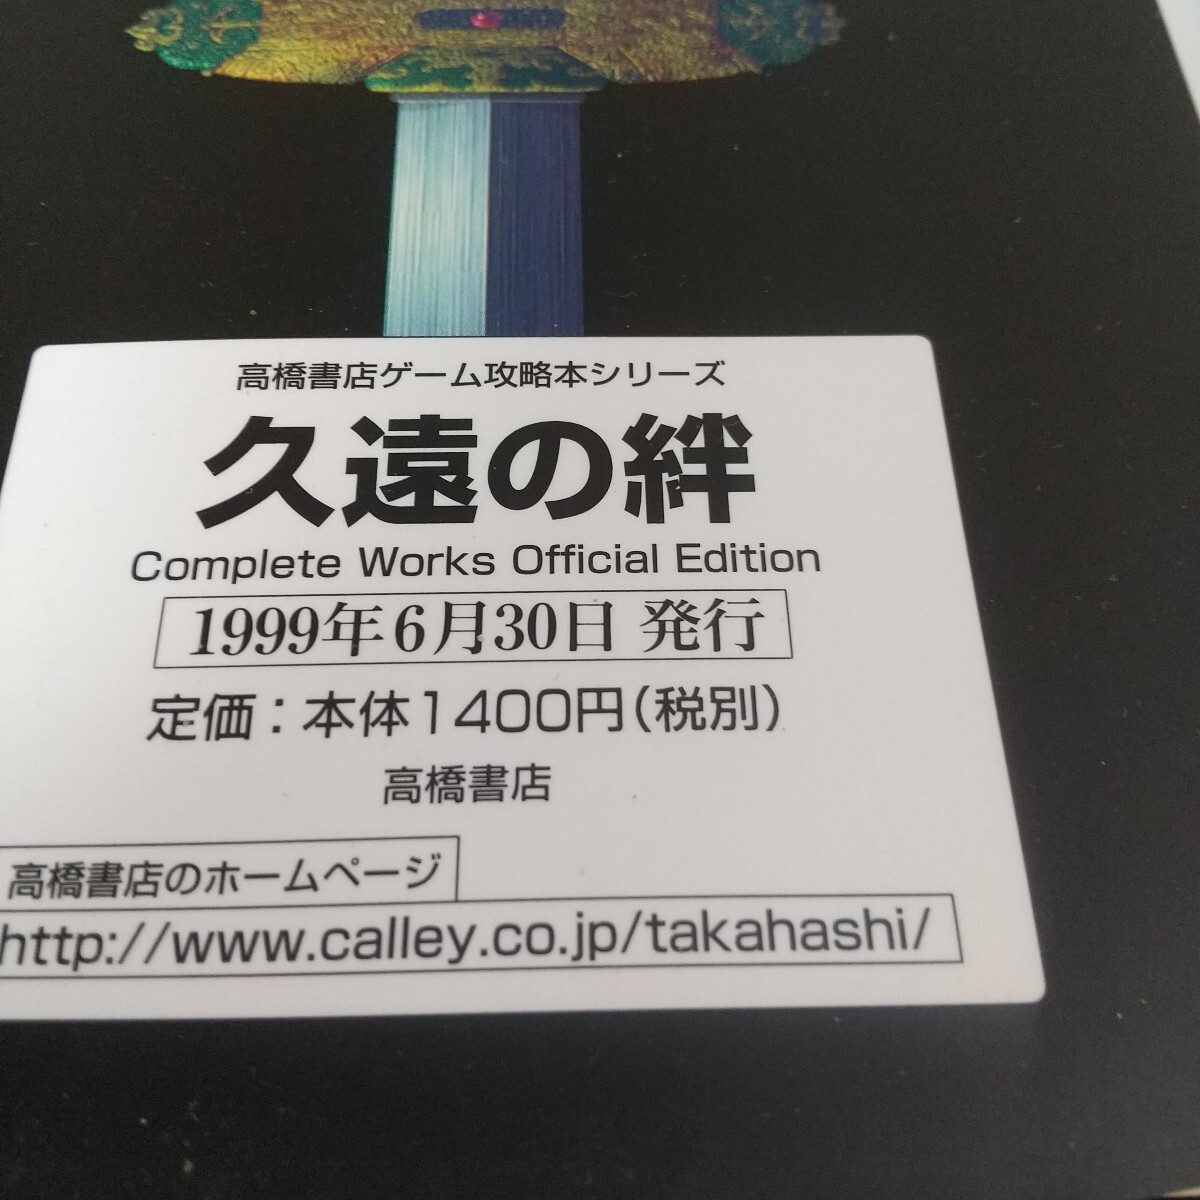 高橋書店ゲーム攻略本シリーズ
久遠の絆
Complete Works Official Edition
1999年6月30日 発行
定価：本体1400円（税別）
高橋書店
高橋書店のホームページ
http://www.calley.co.jp/takahashi/